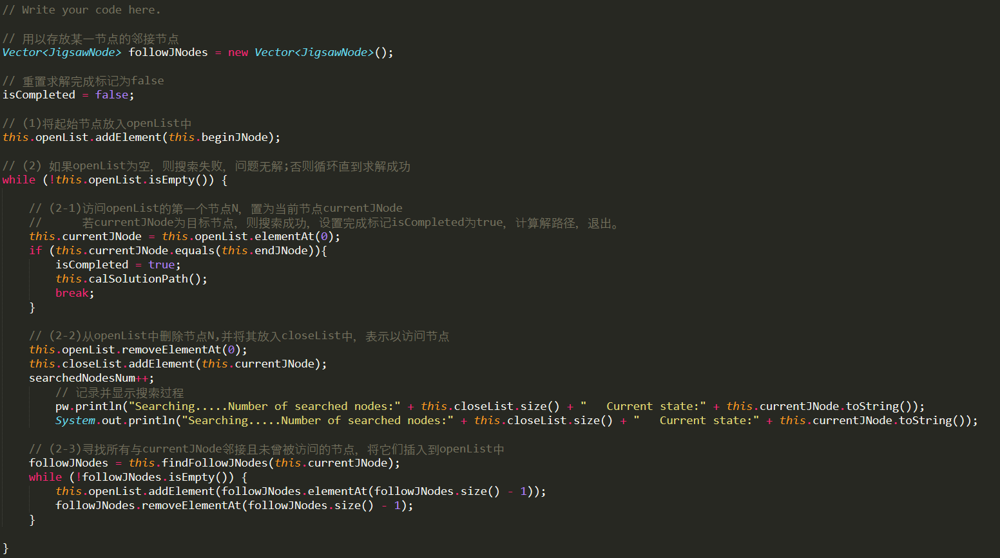 // Write your code here.
// 用以存放某一节点的邻接节点
Vector<JigsawNode> followJNodes = new Vector<JigsawNode>();
// 重置求解完成标记为false
isCompleted = false;
// (1)将起始节点放入openList中
this.openList.addElement(this.beginJNode);
// (2) 如果openList为空，则搜索失败，问题无解;否则循环直到求解成功
while (!this.openList.isEmpty()) {
// (2-1)访问openList的第一个节点N，置为当前节点currentJNode
// 若currentJNode为目标节点，则搜索成功，设置完成标记isCompleted为true，计算解路径，退出。
this.currentJNode = this.openList.elementAt(0);
if (this.currentJNode.equals(this.endJNode)){
isCompleted = true;
this.calSolutionPath();
break;
}
// (2-2)从openList中删除节点N,并将其放入closeList中，表示以访问节点
this.openList.removeElementAt(0);
this.closeList.addElement(this.currentJNode);
searchedNodesNum++;
// 记录并显示搜索过程
pw.println("Searching.....Number of searched nodes:" + this.closeList.size() + "   Current state:" + this.currentJNode.toString());
System.out.println("Searching.....Number of searched nodes:" + this.closeList.size() + "   Current state:" + this.currentJNode.toString());
// (2-3)寻找所有与currentJNode邻接且未曾被访问的节点，将它们插入到openList中
followJNodes = this.findFollowJNodes(this.currentJNode);
while (!followJNodes.isEmpty()) {
this.openList.addElement(followJNodes.elementAt(followJNodes.size() - 1));
followJNodes.removeElementAt(followJNodes.size() - 1);
}
}